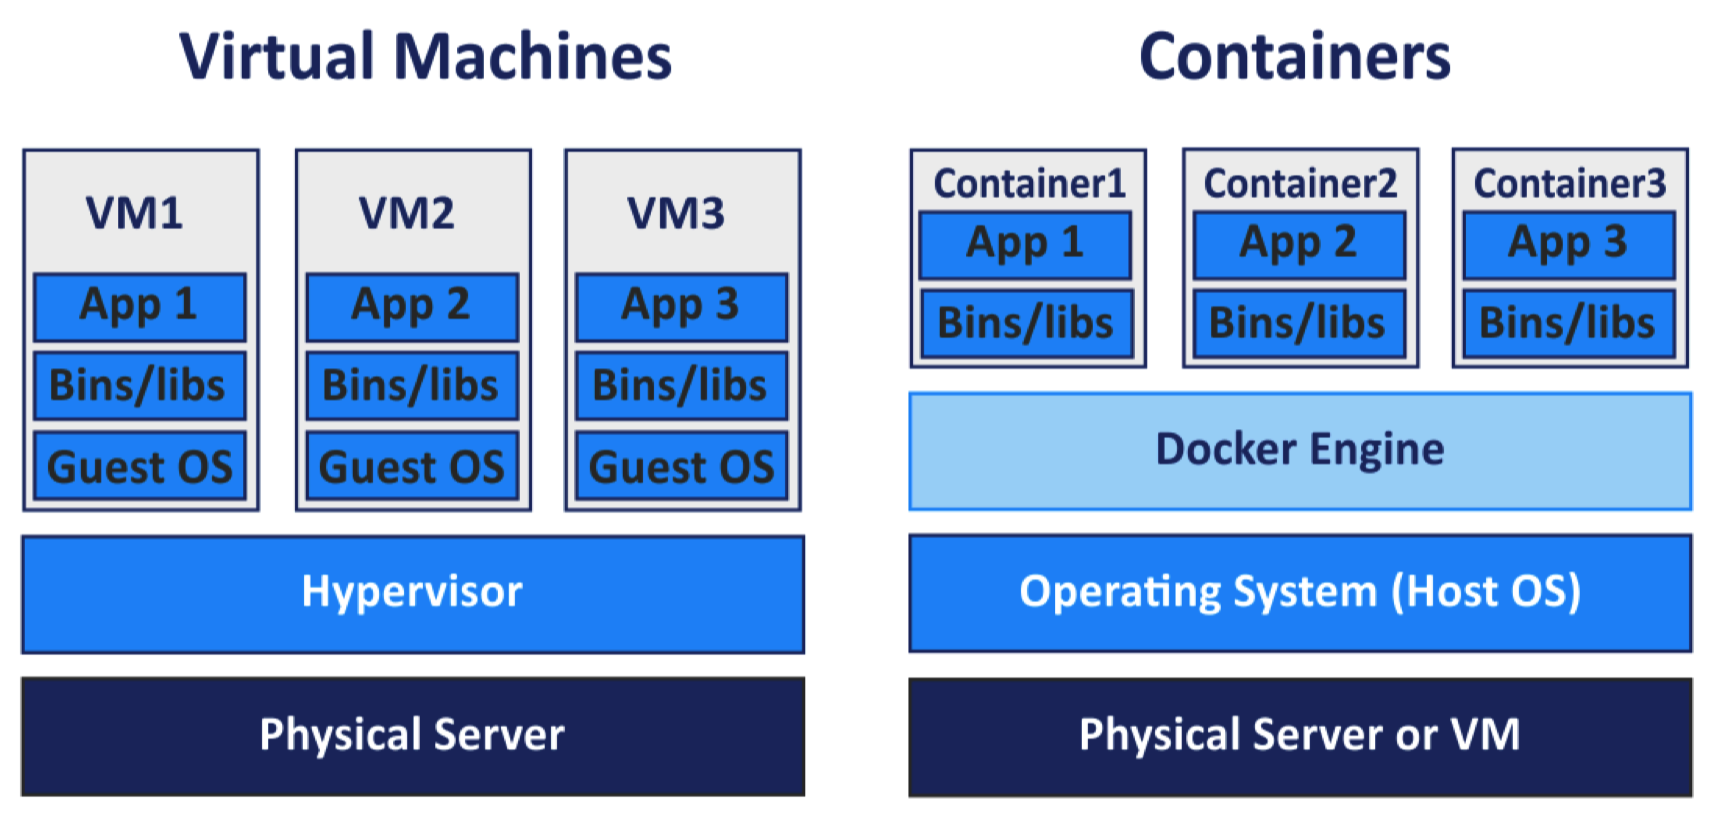 Virtual Machines
VM1
App 1
Bins/libs
Guest OS
VM2
App 2
Bins/libs
Guest OS
VM3
App 3
Bins/libs
Guest OS
Hypervisor
Physical Server
Containers
Container1
App 1
Bins/libs
Container2
App 2
Bins/libs
Container3
App 3
Bins/libs
Docker Engine
Operating System (Host OS)
Physical Server or VM